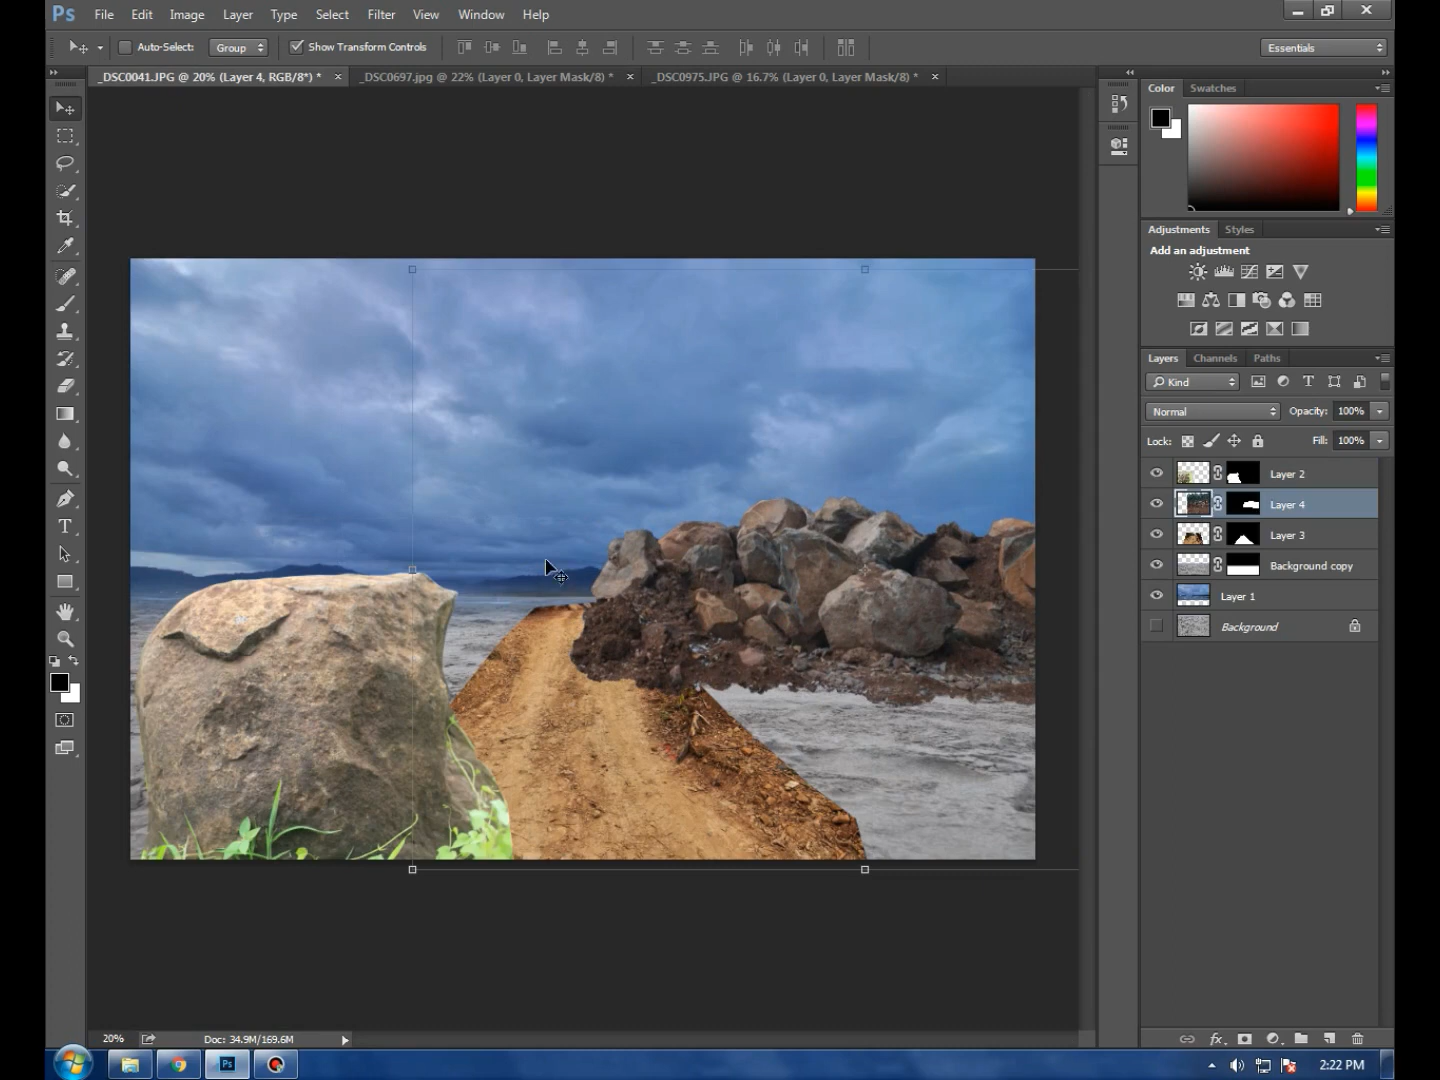 Ps File Edit Image Layer Type Select Filter View Window Help
Auto-Select: Group Show Transform Controls Essentials
_DSC0041.JPG @ 20% (Layer 4, RGB/8*) * × _DSC0697.jpg @ 22% (Layer 0, Layer Mask/8) * × _DSC0975.JPG @ 16.7% (Layer 0, Layer Mask/8) * ×
Color Swatches
Adjustments Styles
Add an adjustment
Layers Channels Paths
Kind
Normal Opacity: 100%
Lock: Fill: 100%
Layer 2
Layer 4
Layer 3
Background copy
Layer 1
Background
20% Doc: 34.9M/169.6M
fx
Ps 2:22 PM